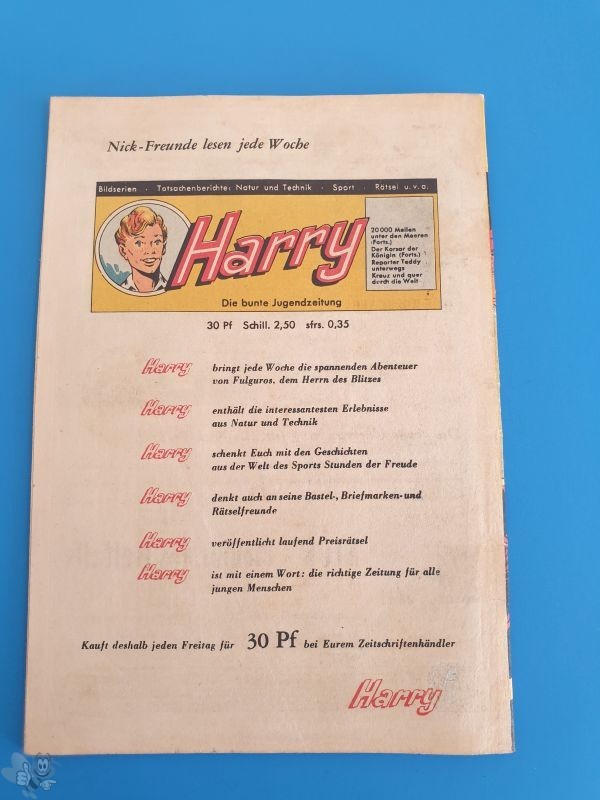 Nick-Freunde lesen jede Woche
Bildserien · Tatsachenberichte: Natur und Technik · Sport · Rätsel u.v.a.
Harry
20 000 Meilen
unter den Meeren
(Forts.)
Der Korsar der
Königin (Forts.)
Reporter Teddy
unterwegs
Kreuz und quer
durch die Welt
Die bunte Jugendzeitung
30 Pf Schill. 2,50 sfrs. 0,35
Harry bringt jede Woche die spannenden Abenteuer
von Fulguros, dem Herrn des Blitzes
Harry enthält die interessantesten Erlebnisse
aus Natur und Technik
Harry schenkt Euch mit den Geschichten
aus der Welt des Sports Stunden der Freude
Harry denkt auch an seine Bastel-, Briefmarken- und
Rätselfreunde
Harry veröffentlicht laufend Preisrätsel
Harry ist mit einem Wort: die richtige Zeitung für alle
jungen Menschen
Kauft deshalb jeden Freitag für 30 Pf bei Eurem Zeitschriftenhändler
Harry